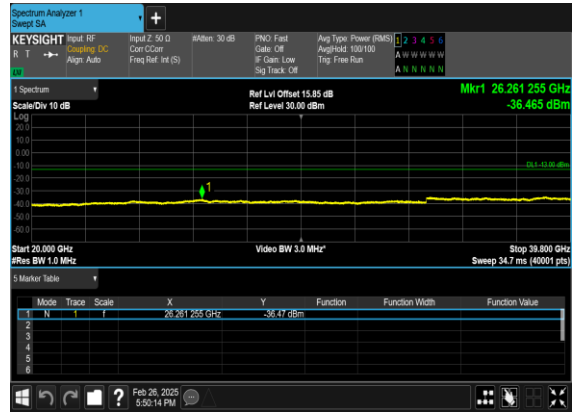 Spectrum Analyzer 1
Swept SA
KEYSIGHT Input: RF Input Z: 50 Ω #Atten: 30 dB PNO: Fast Avg Type: Power (RMS) 1 2 3 4 5 6
R T Coupling: DC Corr CCorr Gate: Off Avg|Hold: 100/100 A W W W W W
Align: Auto Freq Ref: Int (S) IF Gain: Low Trig: Free Run A N N N N N
Sig Track: Off
1 Spectrum Ref Lvl Offset 15.85 dB Mkr1 26.261 255 GHz
Scale/Div 10 dB Ref Level 30.00 dBm -36.465 dBm
Log
20.0
10.0
0.00
-10.0 DL1 -13.00 dBm
-20.0
-30.0 1
-40.0
-50.0
-60.0
Start 20.000 GHz Video BW 3.0 MHz* Stop 39.800 GHz
#Res BW 1.0 MHz Sweep 34.7 ms (40001 pts)
5 Marker Table
Mode Trace Scale X Y Function Function Width Function Value
1 N 1 f 26.261 255 GHz -36.47 dBm
2
3
4
5
6
Feb 26, 2025
5:50:14 PM